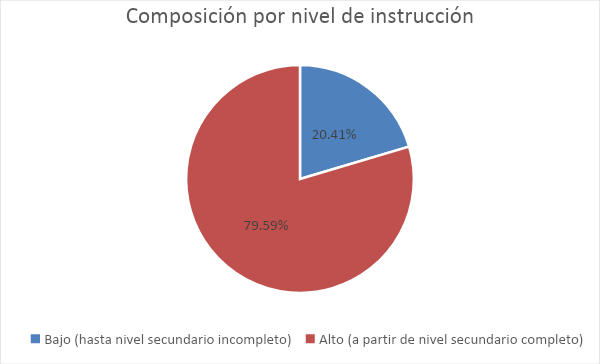 Composición por nivel de instrucción
20.41%
79.59%
Bajo (hasta nivel secundario incompleto) Alto (a partir de nivel secundario completo)